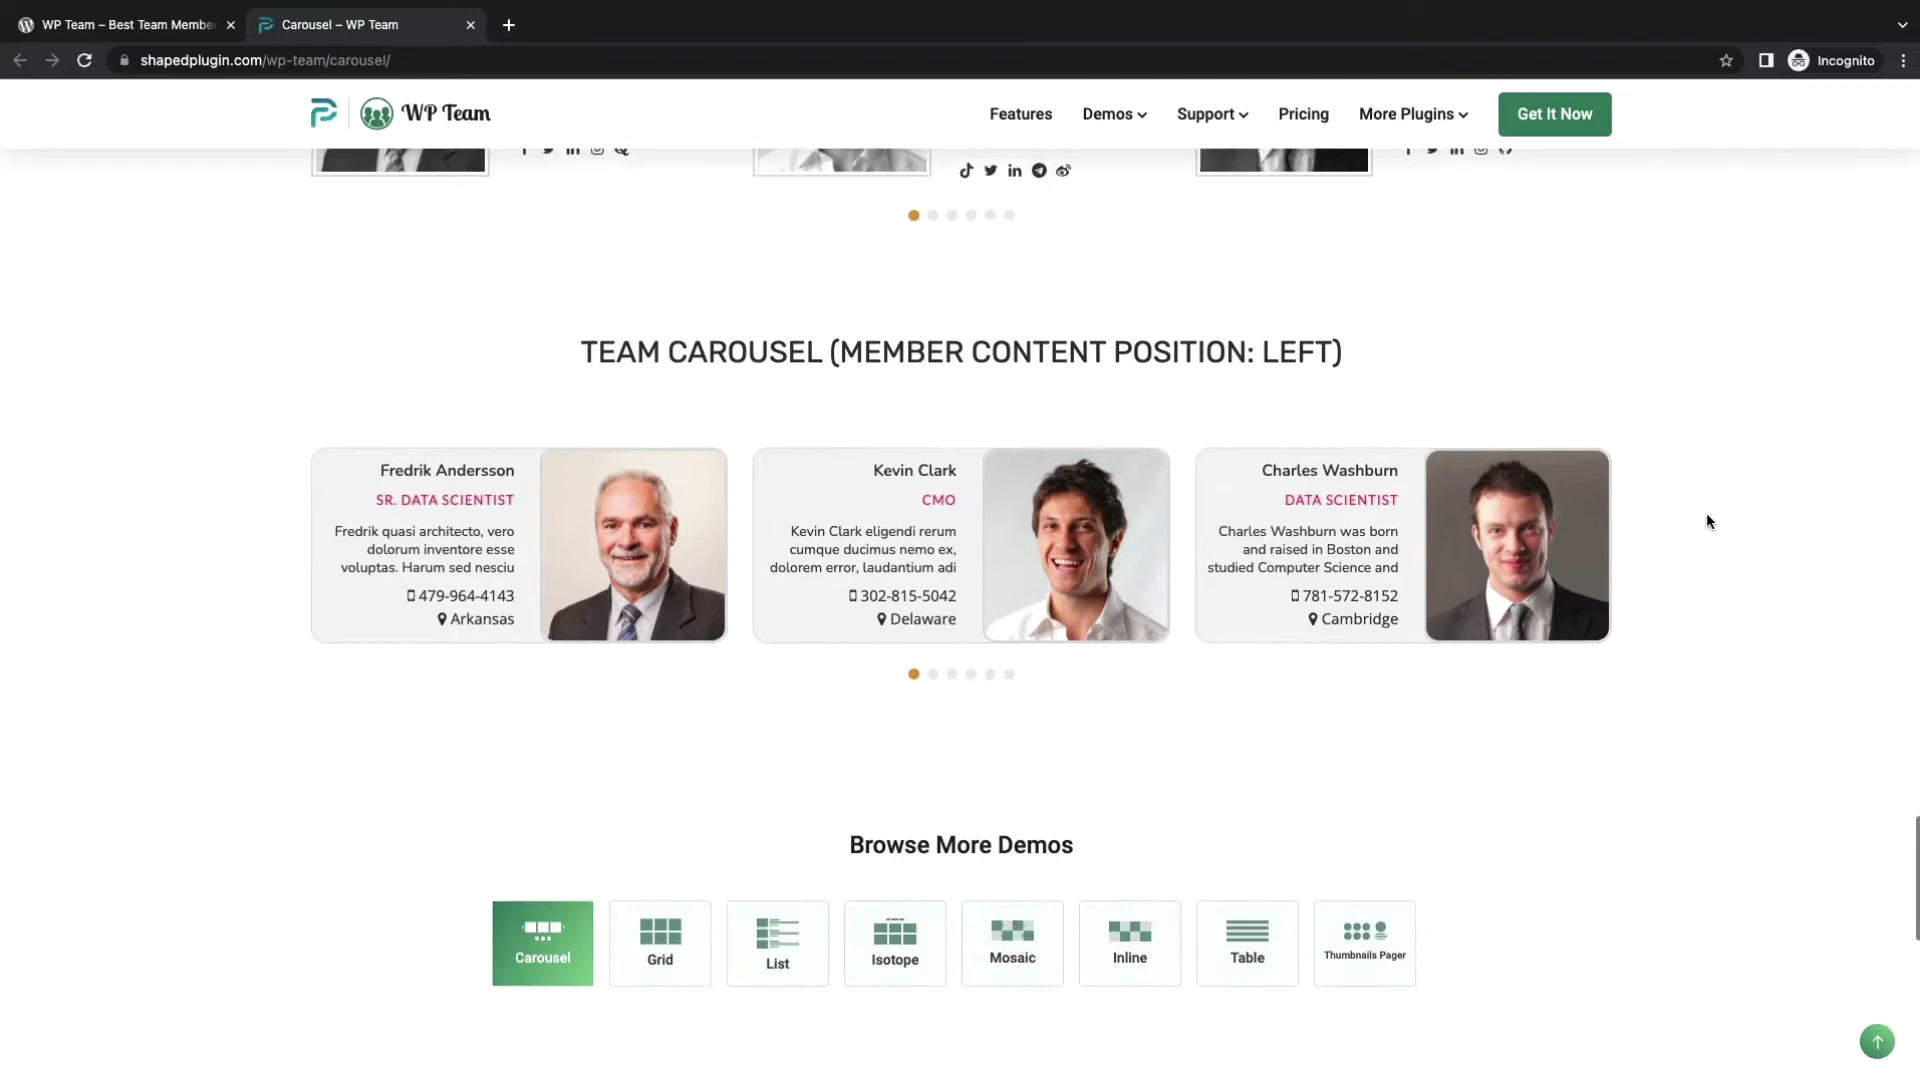 WP Team – Best Team Membe
Carousel – WP Team
shapedplugin.com/wp-team/carousel/
Incognito
WP Team
Features
Demos
Support
Pricing
More Plugins
Get It Now
TEAM CAROUSEL (MEMBER CONTENT POSITION: LEFT)
Fredrik Andersson
SR. DATA SCIENTIST
Fredrik quasi architecto, vero
dolorum inventore esse
voluptas. Harum sed nesciu
479-964-4143
Arkansas
Kevin Clark
CMO
Kevin Clark eligendi rerum
cumque ducimus nemo ex,
dolorem error, laudantium adi
302-815-5042
Delaware
Charles Washburn
DATA SCIENTIST
Charles Washburn was born
and raised in Boston and
studied Computer Science and
781-572-8152
Cambridge
Browse More Demos
Carousel
Grid
List
Isotope
Mosaic
Inline
Table
Thumbnails Pager